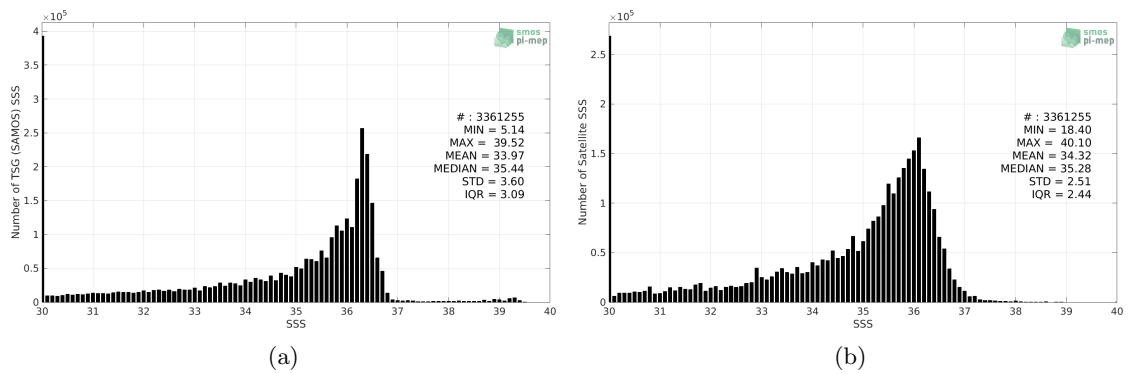 ×10⁵
4
3.5
3
2.5
2
1.5
1
0.5
0
Number of TSG (SAMOS) SSS
smos
pi-mep
# : 3361255
MIN = 5.14
MAX = 39.52
MEAN = 33.97
MEDIAN = 35.44
STD = 3.60
IQR = 3.09
30 31 32 33 34 35 36 37 38 39 40
SSS
(a)
×10⁵
2.5
2
1.5
1
0.5
0
Number of Satellite SSS
smos
pi-mep
# : 3361255
MIN = 18.40
MAX = 40.10
MEAN = 34.32
MEDIAN = 35.28
STD = 2.51
IQR = 2.44
30 31 32 33 34 35 36 37 38 39 40
SSS
(b)